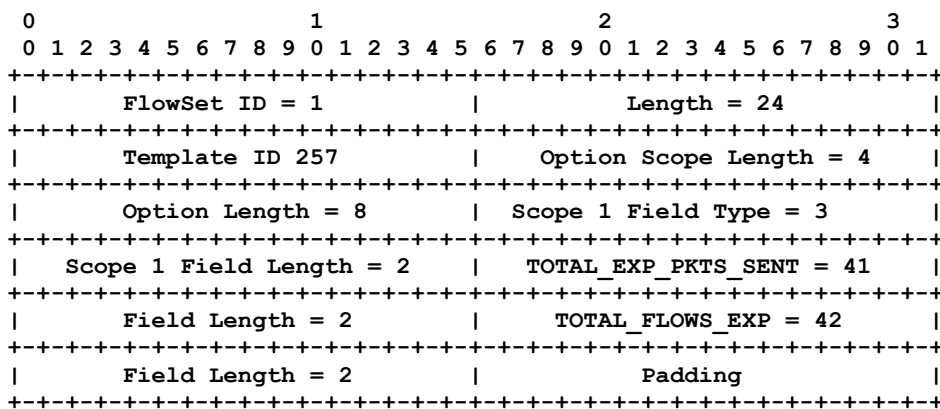 0                   1                   2                   3
 0 1 2 3 4 5 6 7 8 9 0 1 2 3 4 5 6 7 8 9 0 1 2 3 4 5 6 7 8 9 0 1
+-+-+-+-+-+-+-+-+-+-+-+-+-+-+-+-+-+-+-+-+-+-+-+-+-+-+-+-+-+-+-+-+
|       FlowSet ID = 1          |          Length = 24          |
+-+-+-+-+-+-+-+-+-+-+-+-+-+-+-+-+-+-+-+-+-+-+-+-+-+-+-+-+-+-+-+-+
|       Template ID 257         |    Option Scope Length = 4    |
+-+-+-+-+-+-+-+-+-+-+-+-+-+-+-+-+-+-+-+-+-+-+-+-+-+-+-+-+-+-+-+-+
|       Option Length = 8       |  Scope 1 Field Type = 3       |
+-+-+-+-+-+-+-+-+-+-+-+-+-+-+-+-+-+-+-+-+-+-+-+-+-+-+-+-+-+-+-+-+
|   Scope 1 Field Length = 2    |   TOTAL_EXP_PKTS_SENT = 41    |
+-+-+-+-+-+-+-+-+-+-+-+-+-+-+-+-+-+-+-+-+-+-+-+-+-+-+-+-+-+-+-+-+
|       Field Length = 2        |     TOTAL_FLOWS_EXP = 42      |
+-+-+-+-+-+-+-+-+-+-+-+-+-+-+-+-+-+-+-+-+-+-+-+-+-+-+-+-+-+-+-+-+
|       Field Length = 2        |           Padding             |
+-+-+-+-+-+-+-+-+-+-+-+-+-+-+-+-+-+-+-+-+-+-+-+-+-+-+-+-+-+-+-+-+